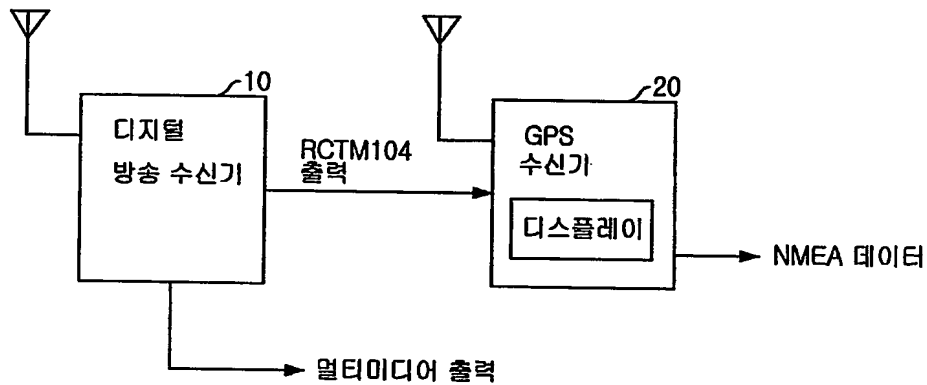 10
디지털
방송 수신기
RCTM104
출력
20
GPS
수신기
디스플레이
NMEA 데이터
멀티미디어 출력